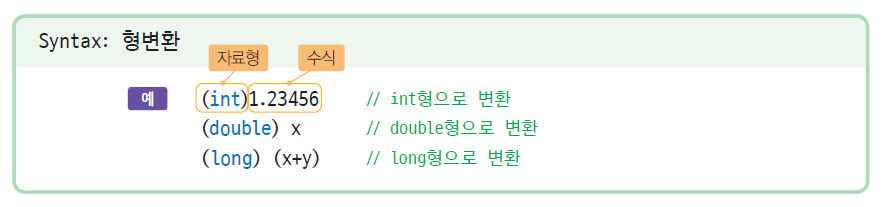 Syntax: 형변환
자료형 수식
예 (int)1.23456 // int형으로 변환
(double) x // double형으로 변환
(long) (x+y) // long형으로 변환